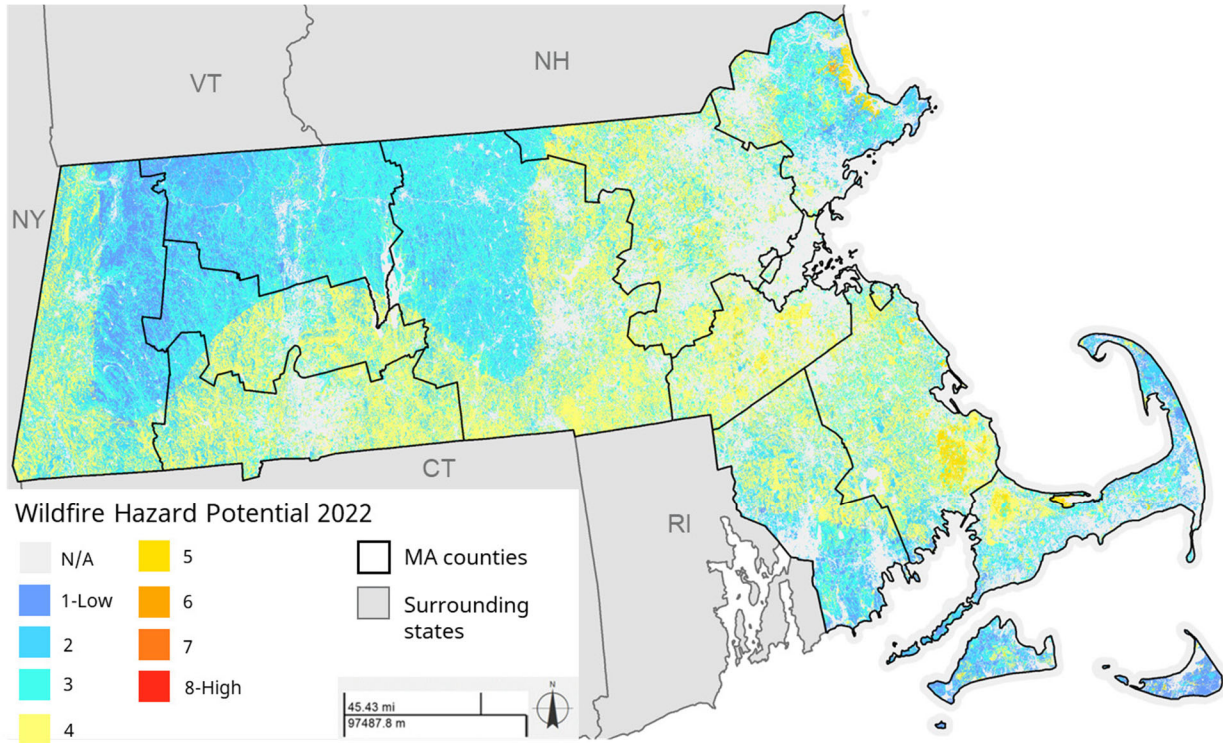 VT
NH
NY
CT
RI
Wildfire Hazard Potential 2022
N/A
1-Low
2
3
4
5
6
7
8-High
MA counties
Surrounding
states
45.43 mi
97487.8 m
N